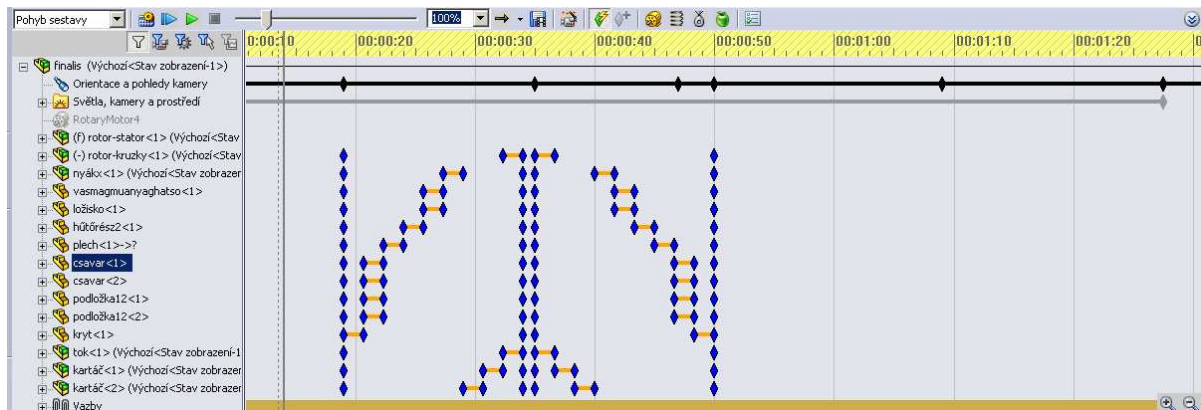 Pohyb sestavy 100%
0:00:10 00:00:20 00:00:30 00:00:40 00:00:50 00:01:00 00:01:10 00:01:20
finalis (Výchozí<Stav zobrazení-1>)
Orientace a pohledy kamery
Světla, kamery a prostředí
RotaryMotor4
(f) rotor-stator<1> (Výchozí<Stav
(-) rotor-kruzky<1> (Výchozí<Stav
nyákx<1> (Výchozí<Stav zobrazer
vasmagmuanyaghatso<1>
ložisko<1>
hűtőrész2<1>
plech<1>->?
csavar<1>
csavar<2>
podložka12<1>
podložka12<2>
kryt<1>
tok<1> (Výchozí<Stav zobrazení-1
kartáč<1> (Výchozí<Stav zobrazer
kartáč<2> (Výchozí<Stav zobrazer
Vazby